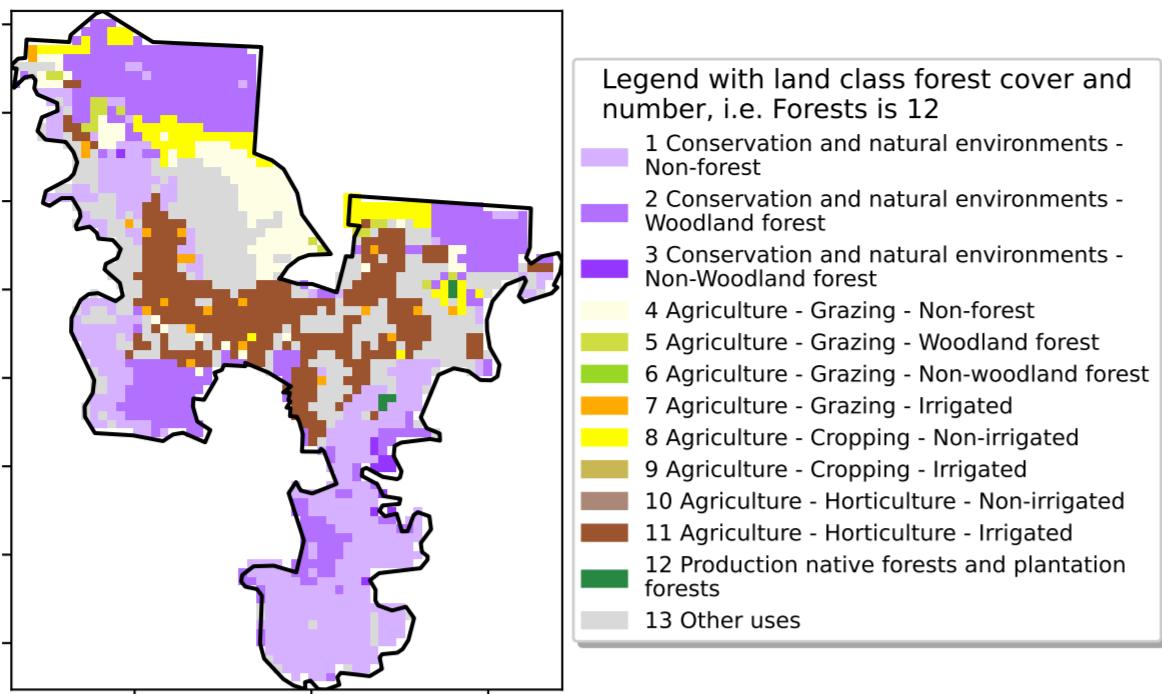 Legend with land class forest cover and
number, i.e. Forests is 12
1 Conservation and natural environments -
Non-forest
2 Conservation and natural environments -
Woodland forest
3 Conservation and natural environments -
Non-Woodland forest
4 Agriculture - Grazing - Non-forest
5 Agriculture - Grazing - Woodland forest
6 Agriculture - Grazing - Non-woodland forest
7 Agriculture - Grazing - Irrigated
8 Agriculture - Cropping - Non-irrigated
9 Agriculture - Cropping - Irrigated
10 Agriculture - Horticulture - Non-irrigated
11 Agriculture - Horticulture - Irrigated
12 Production native forests and plantation
forests
13 Other uses